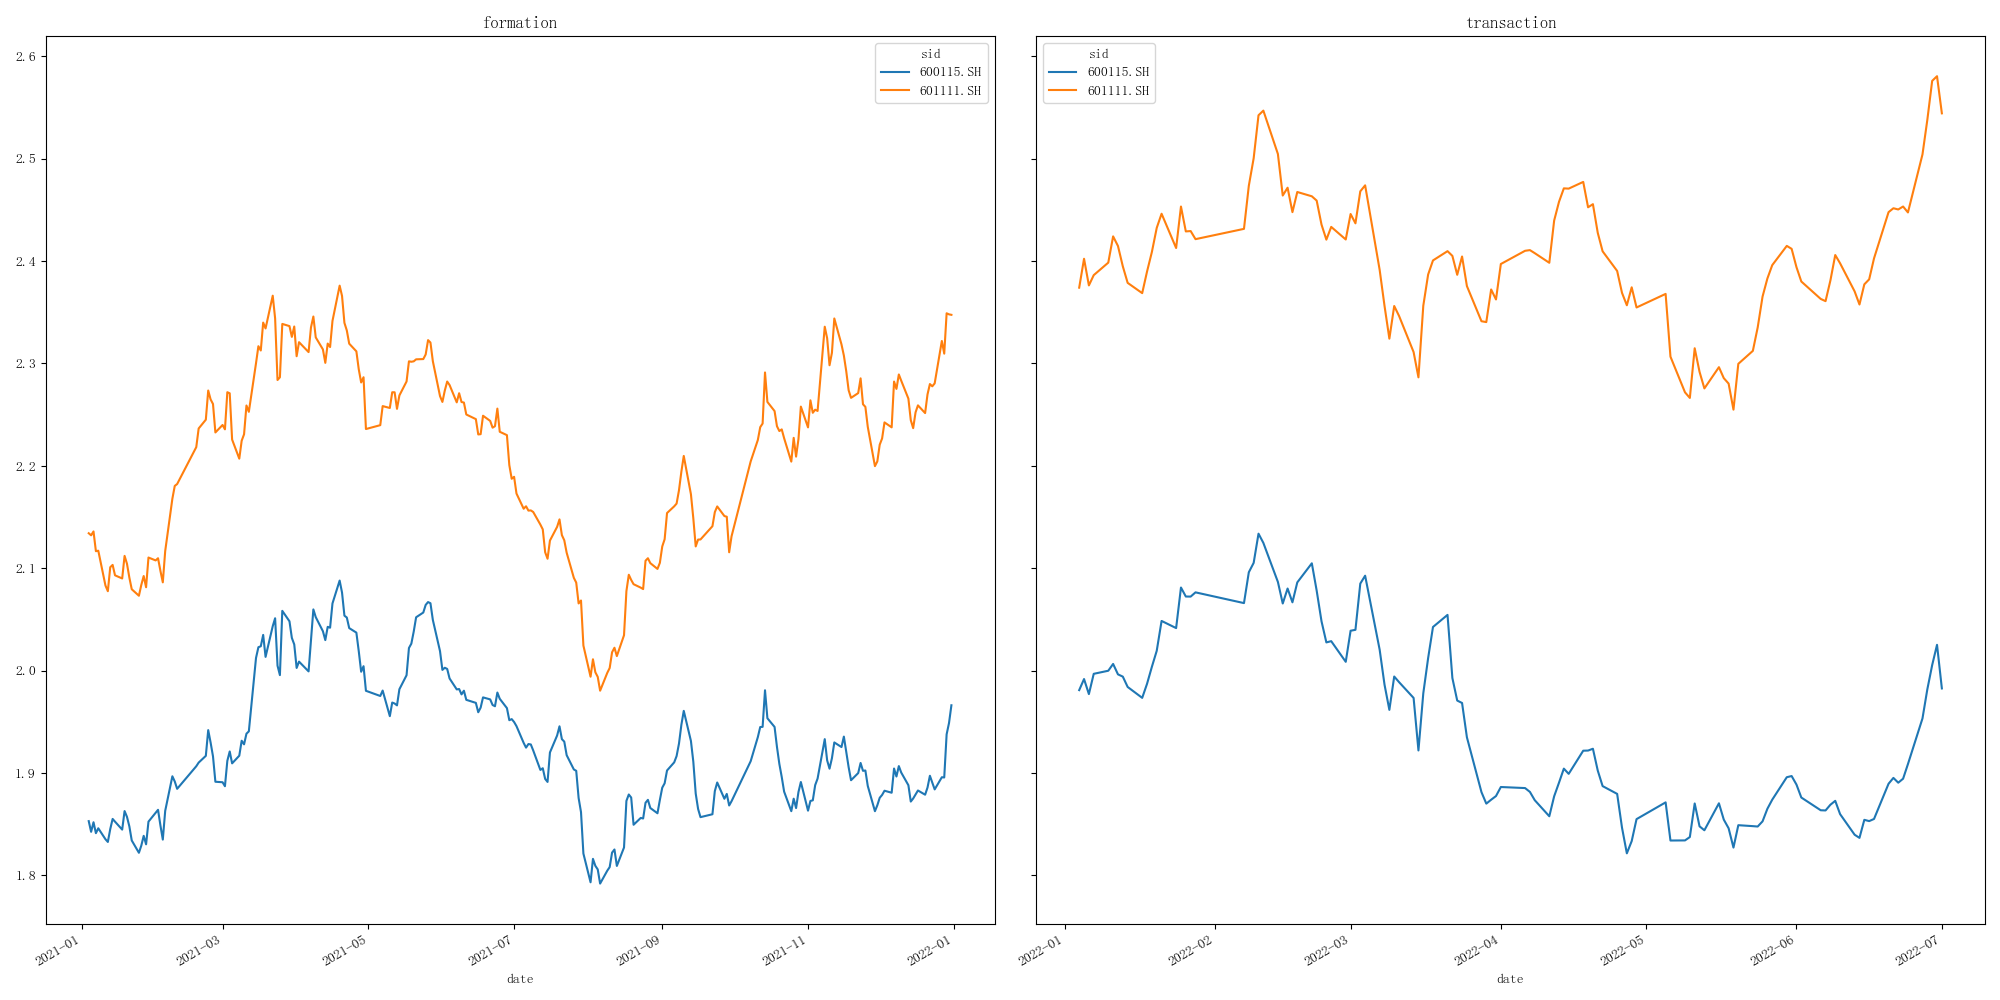 formation
sid
600115.SH
601111.SH
2.6
2.5
2.4
2.3
2.2
2.1
2.0
1.9
1.8
2021-01
2021-03
2021-05
2021-07
2021-09
2021-11
2022-01
date
transaction
sid
600115.SH
601111.SH
2022-01
2022-02
2022-03
2022-04
2022-05
2022-06
2022-07
date